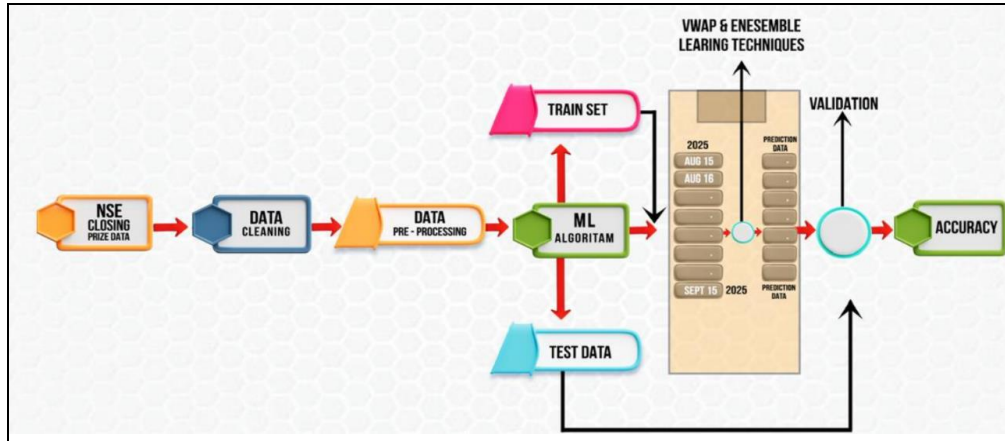 VWAP & ENESEMBLE
LEARING TECHNIQUES
TRAIN SET
VALIDATION
2025
AUG 15
AUG 16
PREDICTION
DATA
NSE
CLOSING
PRIZE DATA
DATA
CLEANING
DATA
PRE - PROCESSING
ML
ALGORITAM
ACCURACY
SEPT 15 2025
PREDICTION
DATA
TEST DATA